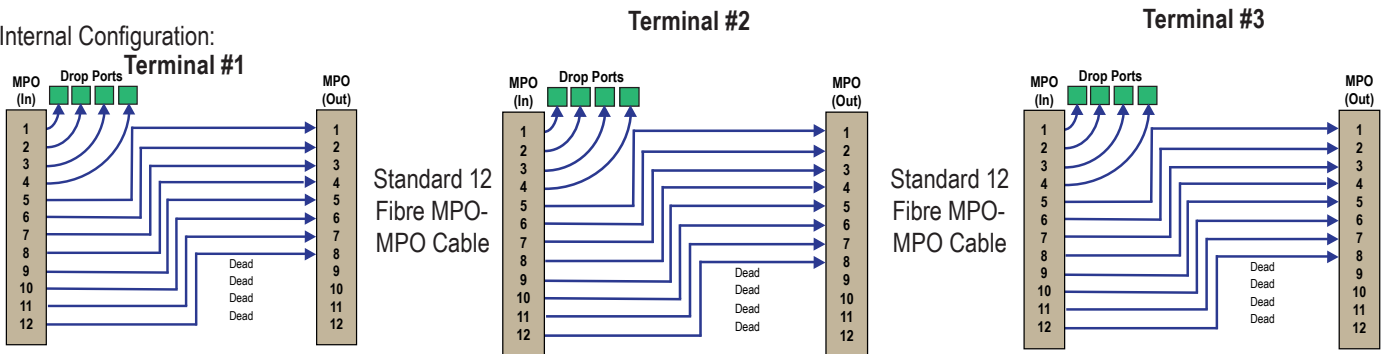 Internal Configuration:
Terminal #1
MPO
(In)
Drop Ports
MPO
(Out)
1
2
3
4
5
6
7
8
9
10
11
12
Dead
Dead
Dead
Dead
1
2
3
4
5
6
7
8
9
10
11
12
Standard 12
Fibre MPO-
MPO Cable
Terminal #2
MPO
(In)
Drop Ports
MPO
(Out)
1
2
3
4
5
6
7
8
9
10
11
12
Dead
Dead
Dead
Dead
1
2
3
4
5
6
7
8
9
10
11
12
Standard 12
Fibre MPO-
MPO Cable
Terminal #3
MPO
(In)
Drop Ports
MPO
(Out)
1
2
3
4
5
6
7
8
9
10
11
12
Dead
Dead
Dead
Dead
1
2
3
4
5
6
7
8
9
10
11
12